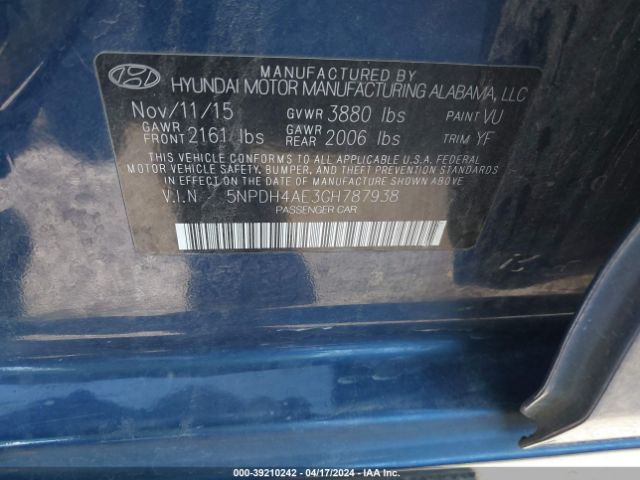 MANUFACTURED BY
HYUNDAI MOTOR MANUFACTURING ALABAMA, LLC
Nov/11/15 GVWR 3880 lbs PAINT VU
GAWR FRONT 2161 lbs GAWR REAR 2006 lbs TRIM YF
THIS VEHICLE CONFORMS TO ALL APPLICABLE U.S.A. FEDERAL
MOTOR VEHICLE SAFETY, BUMPER, AND THEFT PREVENTION STANDARDS
IN EFFECT ON THE DATE OF MANUFACTURE SHOWN ABOVE.
V.I.N 5NPDH4AE3GH787938
PASSENGER CAR
000-39210242 - 04/17/2024 - IAA Inc.